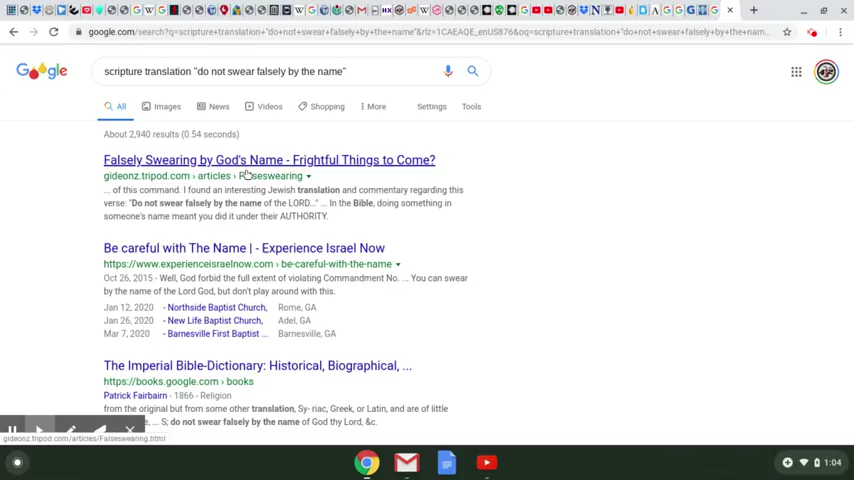 google.com/search?q=scripture+translation+"do+not+swear+falsely+by+the+name"&rlz=1CAEAQE_enUS876&oq=scripture+translation+"do+not+swear+falsely+by+the+nam...
Google
scripture translation "do not swear falsely by the name"
All Images News Videos Shopping More Settings Tools
About 2,940 results (0.54 seconds)
Falsely Swearing by God's Name - Frightful Things to Come?
gideonz.tripod.com › articles ›
... of this command. I found an interesting Jewish translation and commentary regarding this
verse: "Do not swear falsely by the name of the LORD..." ... In the Bible, doing something in
someone's name meant you did it under their AUTHORITY.
Be careful with The Name | - Experience Israel Now
https://www.experienceisraelnow.com › be-careful-with-the-name
Oct 26, 2015 - Well, God forbid the full extent of violating Commandment No. ... You can swear
by the name of the Lord God, but don't play around with this.
Jan 12, 2020 - Northside Baptist Church, Rome, GA
Jan 26, 2020 - New Life Baptist Church, Adel, GA
Mar 7, 2020 - Barnesville First Baptist ... Barnesville, GA
The Imperial Bible-Dictionary: Historical, Biographical, ...
https://books.google.com › books
Patrick Fairbairn - 1866 - Religion
from the original but from some other translation, Sy- riac, Greek, or Latin, and are of little
... S; do not swear falsely by the name of God thy Lord, &c.
gideonz.tripod.com/articles/Falseswearing.html
1:04